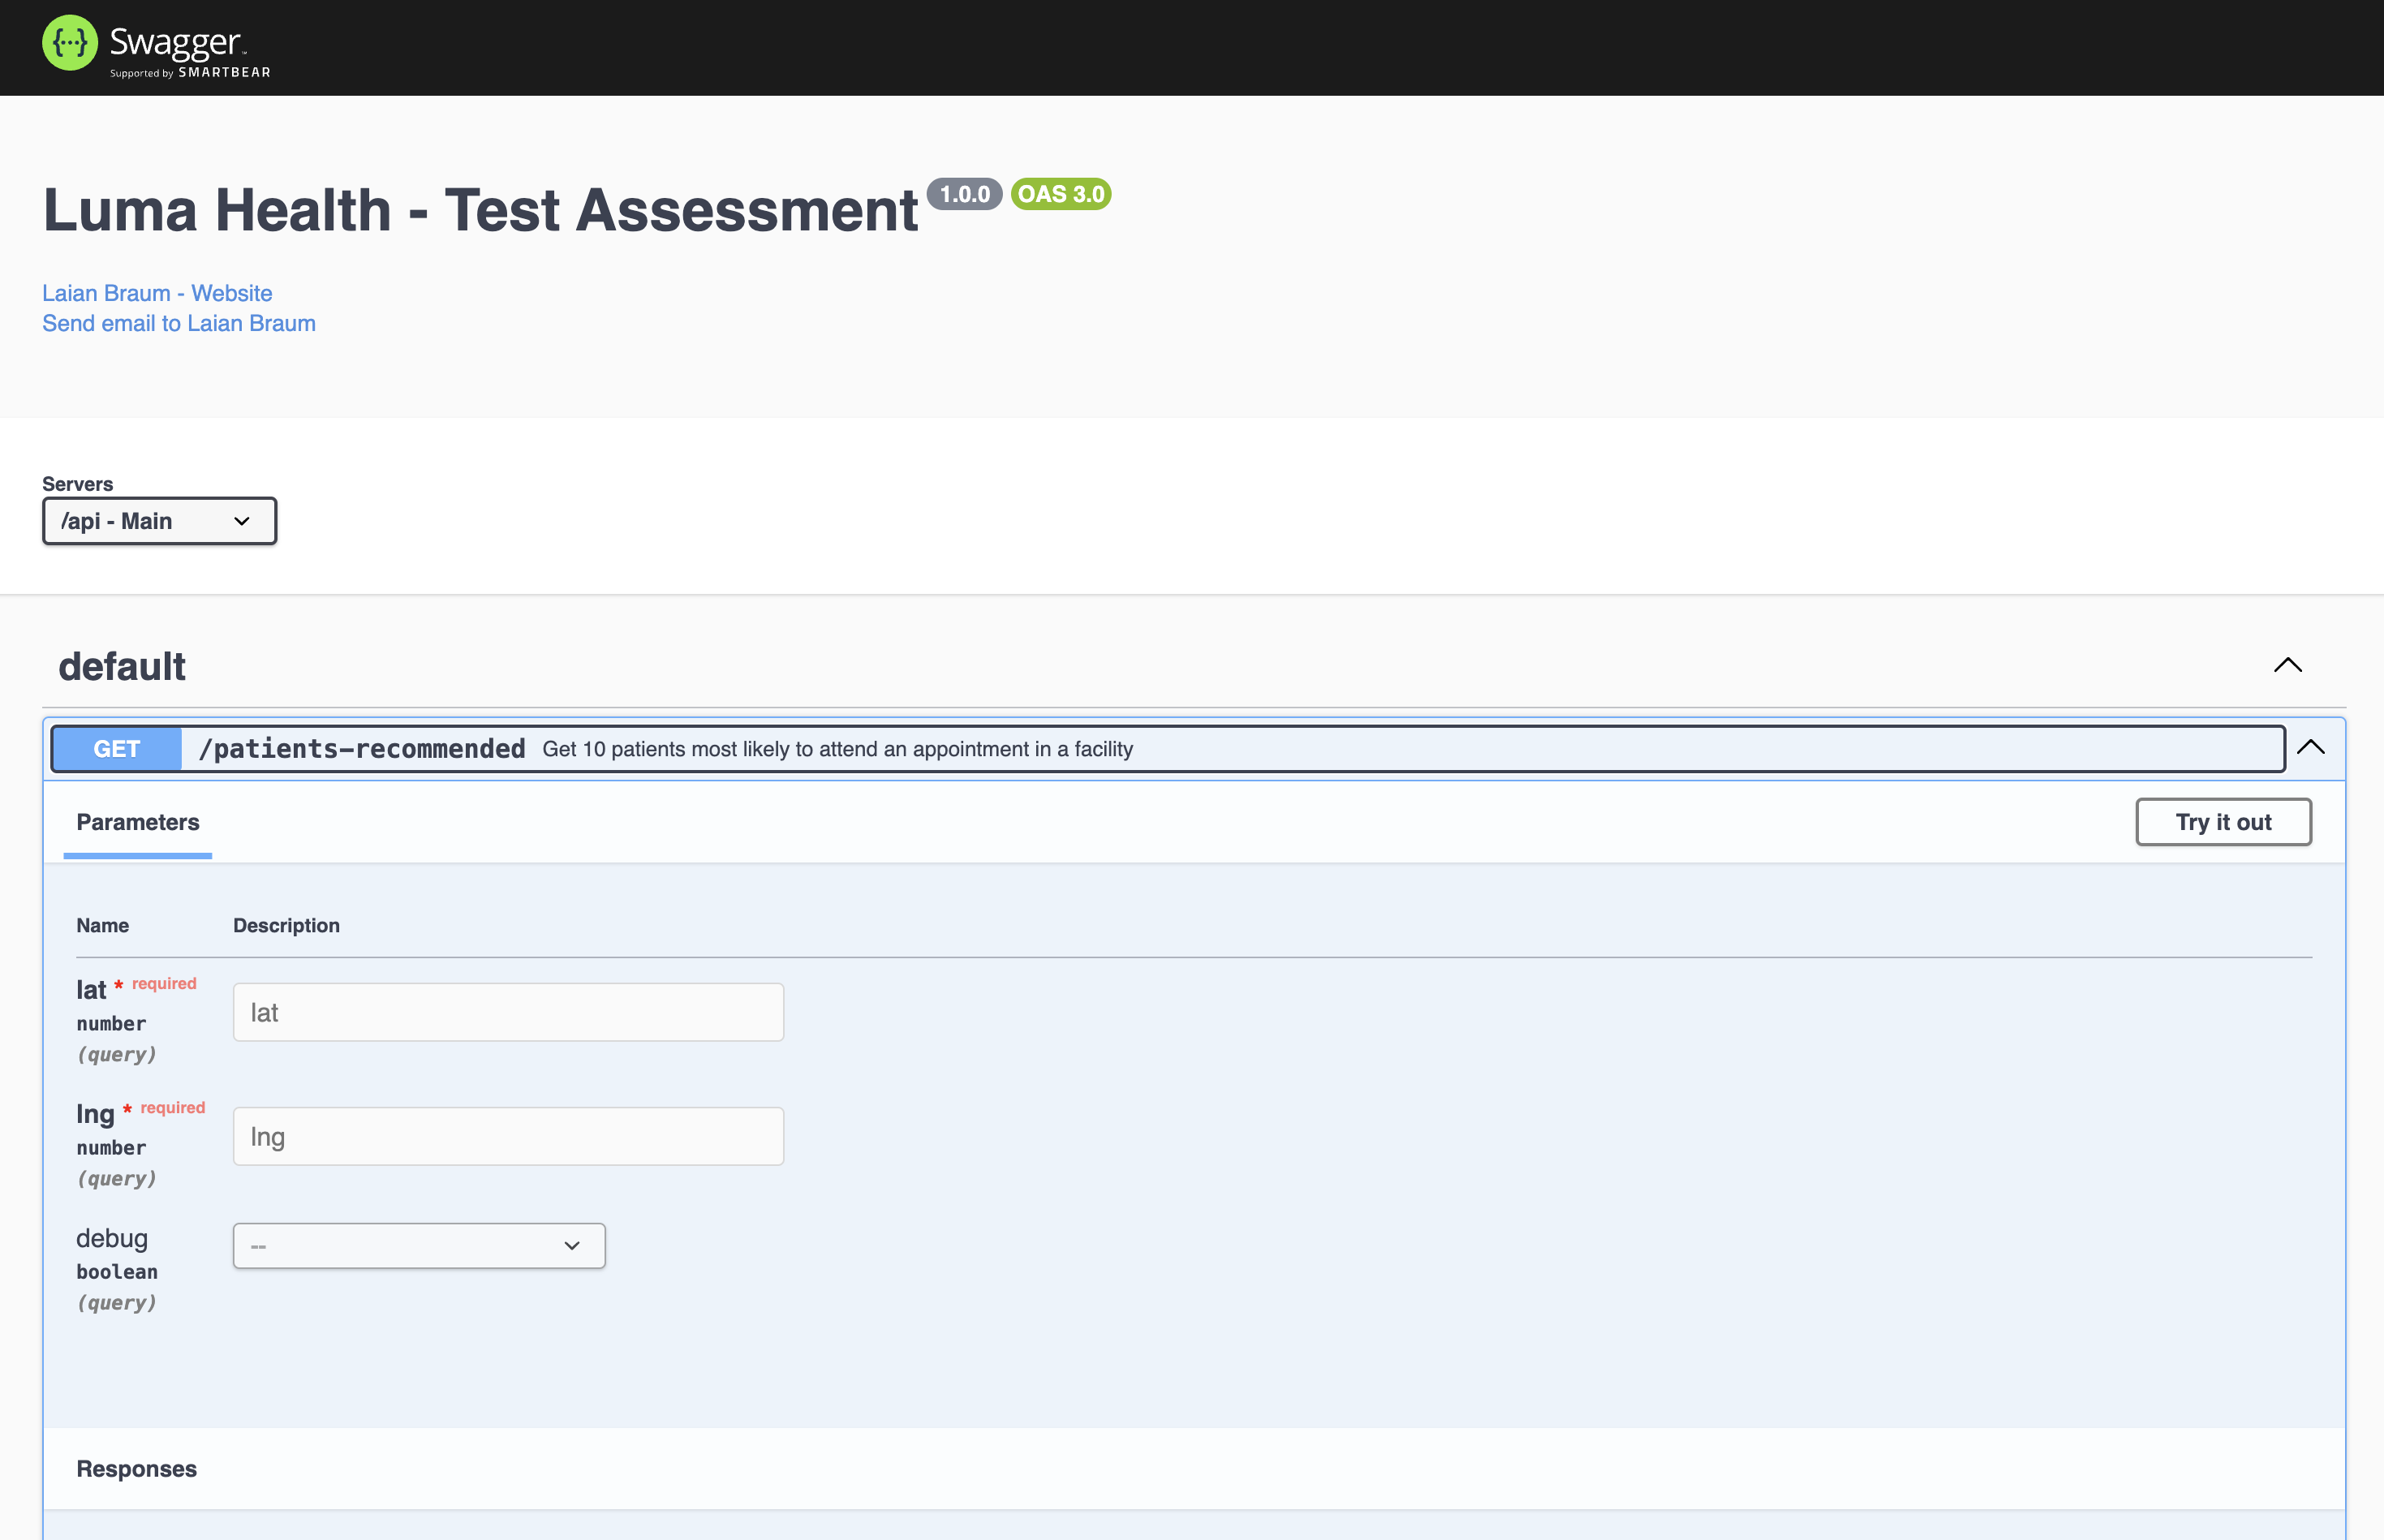 {···} Swagger™
Supported by SMARTBEAR
Luma Health - Test Assessment 1.0.0 OAS 3.0
Laian Braum - Website
Send email to Laian Braum
Servers
/api - Main
default
GET /patients-recommended Get 10 patients most likely to attend an appointment in a facility
Parameters Try it out
Name Description
lat * required lat
number
(query)
lng * required lng
number
(query)
debug --
boolean
(query)
Responses